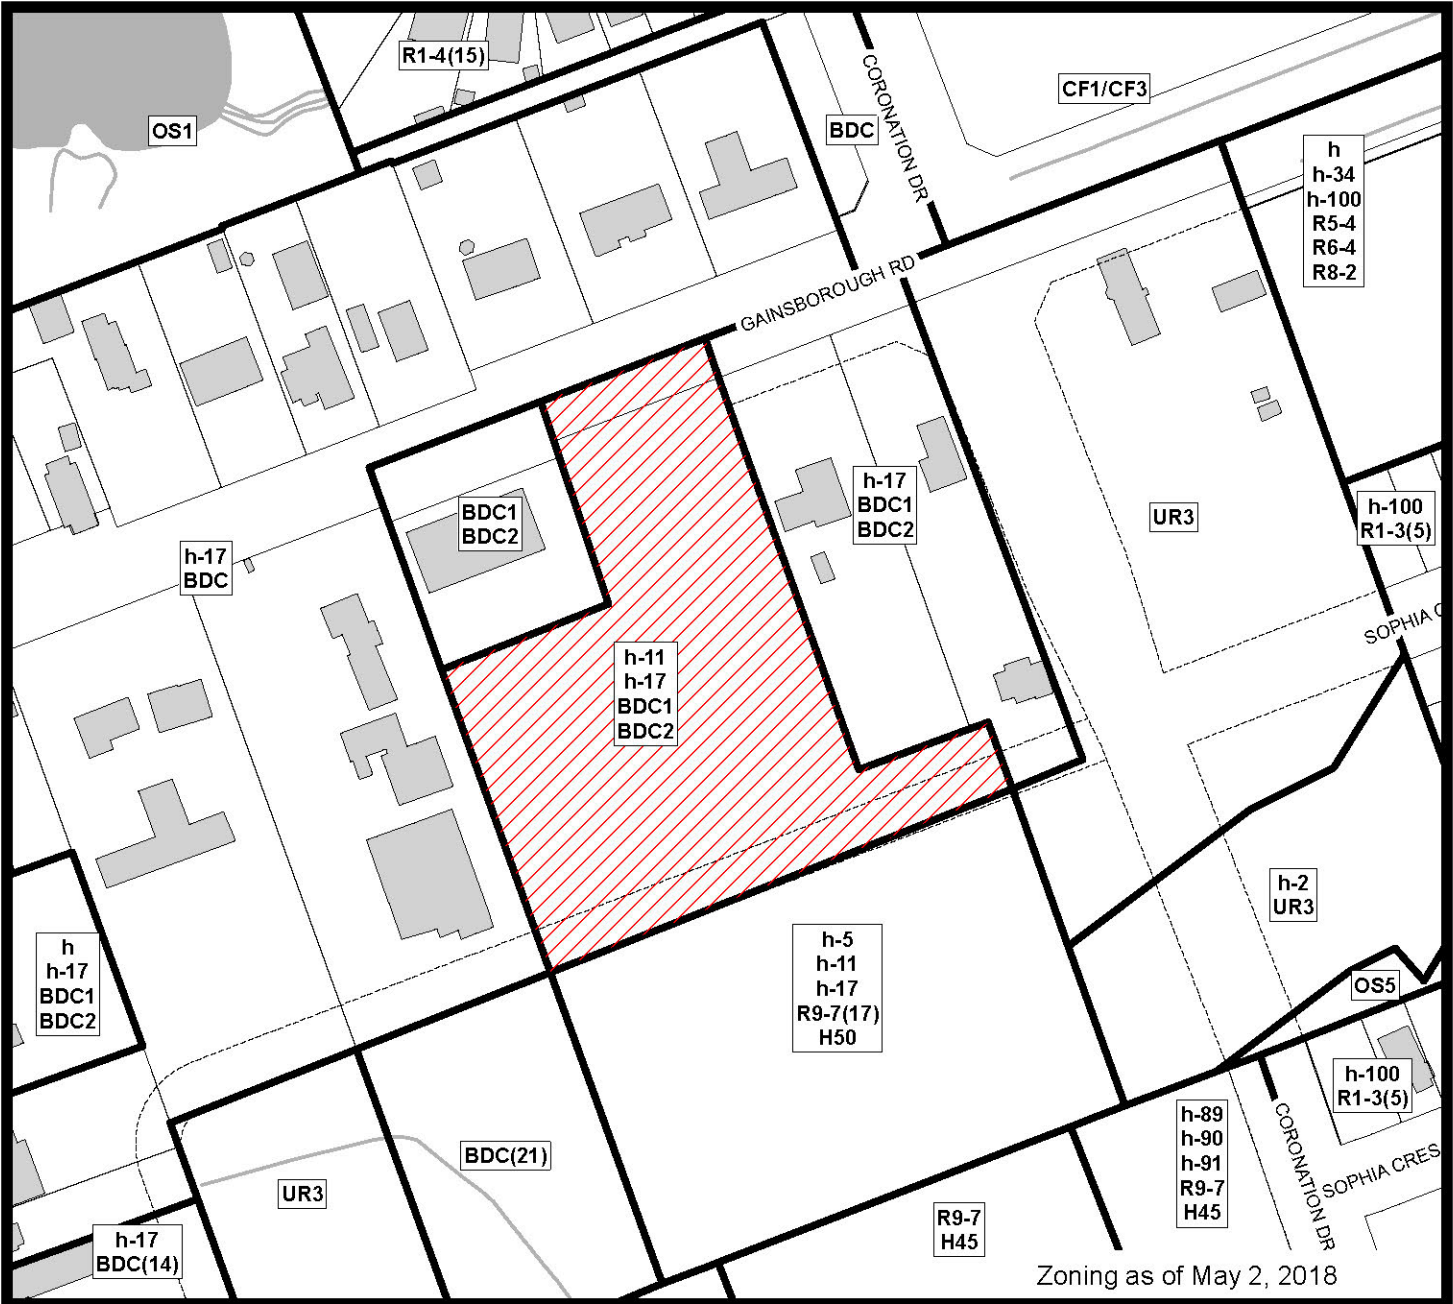 R1-4(15)
OS1
BDC
CORONATION DR
CF1/CF3
h
h-34
h-100
R5-4
R6-4
R8-2
GAINSBOROUGH RD
BDC1
BDC2
h-17
BDC1
BDC2
UR3
h-100
R1-3(5)
h-17
BDC
SOPHIA C
h-11
h-17
BDC1
BDC2
h-2
UR3
h
h-17
BDC1
BDC2
h-5
h-11
h-17
R9-7(17)
H50
OS5
h-100
R1-3(5)
h-89
h-90
h-91
R9-7
H45
CORONATION DR
SOPHIA CRES
BDC(21)
UR3
R9-7
H45
h-17
BDC(14)
Zoning as of May 2, 2018